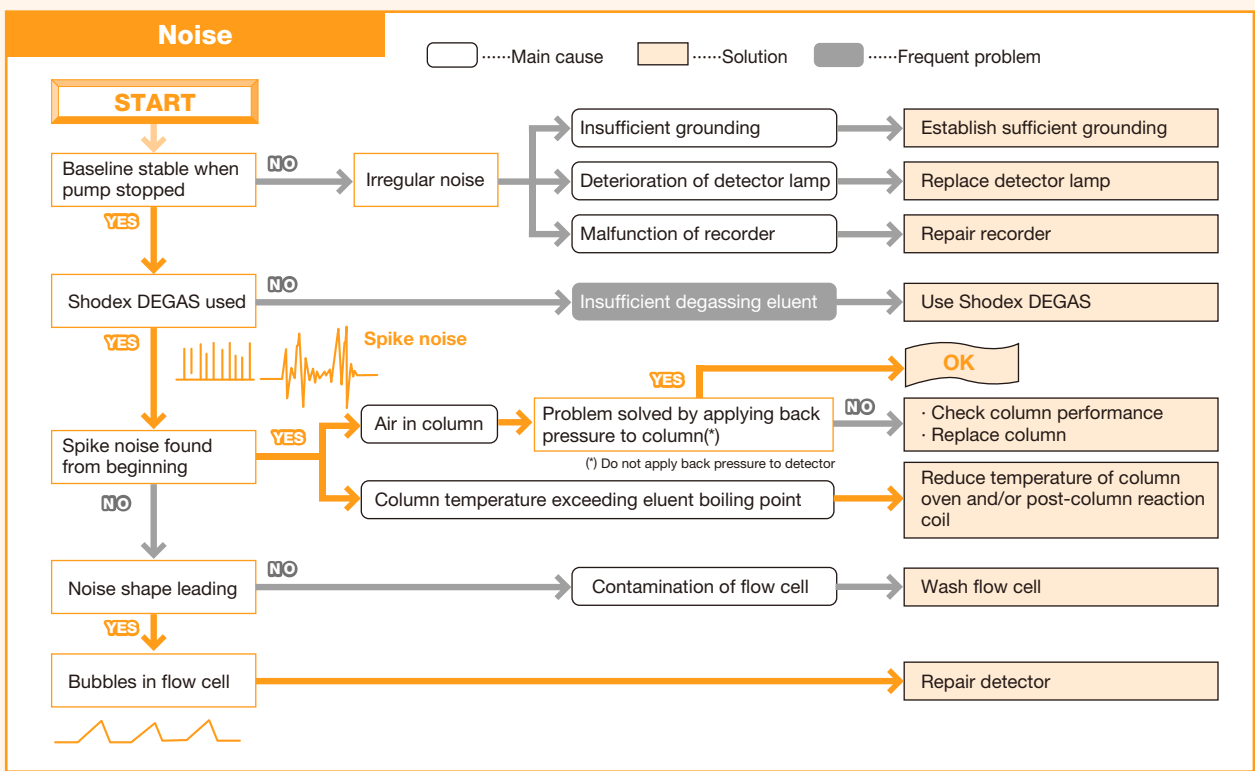 Noise
……Main cause
……Solution
……Frequent problem
START
Baseline stable when
pump stopped
NO
Irregular noise
Insufficient grounding
Establish sufficient grounding
Deterioration of detector lamp
Replace detector lamp
Malfunction of recorder
Repair recorder
YES
Shodex DEGAS used
NO
Insufficient degassing eluent
Use Shodex DEGAS
YES
Spike noise
OK
YES
Air in column
Problem solved by applying back
pressure to column(*)
NO
· Check column performance
· Replace column
(*) Do not apply back pressure to detector
Spike noise found
from beginning
YES
Column temperature exceeding eluent boiling point
Reduce temperature of column
oven and/or post-column reaction
coil
NO
Noise shape leading
NO
Contamination of flow cell
Wash flow cell
YES
Bubbles in flow cell
Repair detector